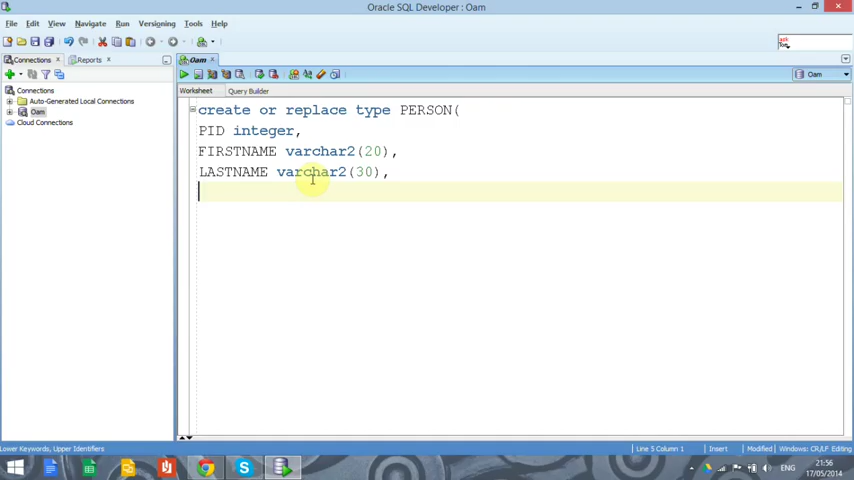 Oracle SQL Developer : Oam
File Edit View Navigate Run Versioning Tools Help
Connections Reports Oam
Oam
Worksheet Query Builder
Connections
Auto-Generated Local Connections
Oam
Cloud Connections
create or replace type PERSON(
PID integer,
FIRSTNAME varchar2(20),
LASTNAME varchar2(30),
Lower Keywords, Upper Identifiers Line 5 Column 1 Insert Modified Windows: CR/LF Editing
ENG 21:56
17/05/2014